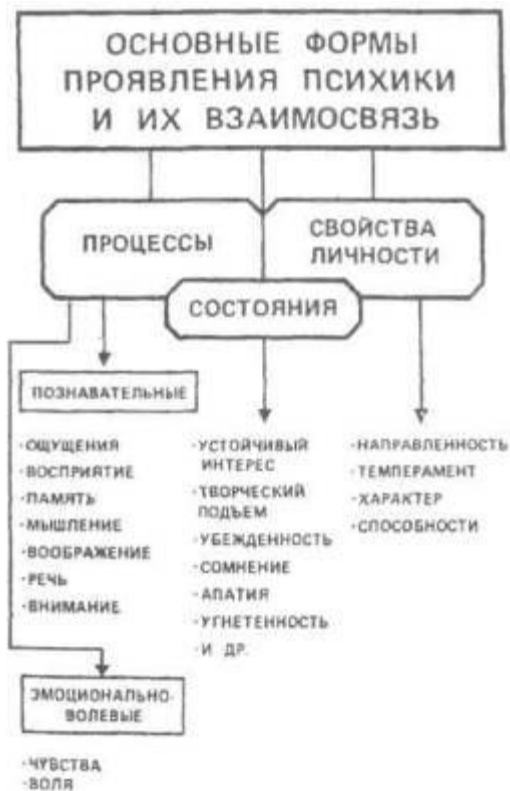 ОСНОВНЫЕ ФОРМЫ
ПРОЯВЛЕНИЯ ПСИХИКИ
И ИХ ВЗАИМОСВЯЗЬ
ПРОЦЕССЫ
СВОЙСТВА
ЛИЧНОСТИ
СОСТОЯНИЯ
ПОЗНАВАТЕЛЬНЫЕ
·ОЩУЩЕНИЯ
·ВОСПРИЯТИЕ
·ПАМЯТЬ
·МЫШЛЕНИЕ
·ВООБРАЖЕНИЕ
·РЕЧЬ
·ВНИМАНИЕ
·УСТОЙЧИВЫЙ
ИНТЕРЕС
·ТВОРЧЕСКИЙ
ПОДЪЕМ
·УБЕЖДЕННОСТЬ
·СОМНЕНИЕ
·АПАТИЯ
·УГНЕТЕННОСТЬ
·И ДР.
·НАПРАВЛЕННОСТЬ
·ТЕМПЕРАМЕНТ
·ХАРАКТЕР
·СПОСОБНОСТИ
ЭМОЦИОНАЛЬНО-
ВОЛЕВЫЕ
·ЧУВСТВА
·ВОЛЯ